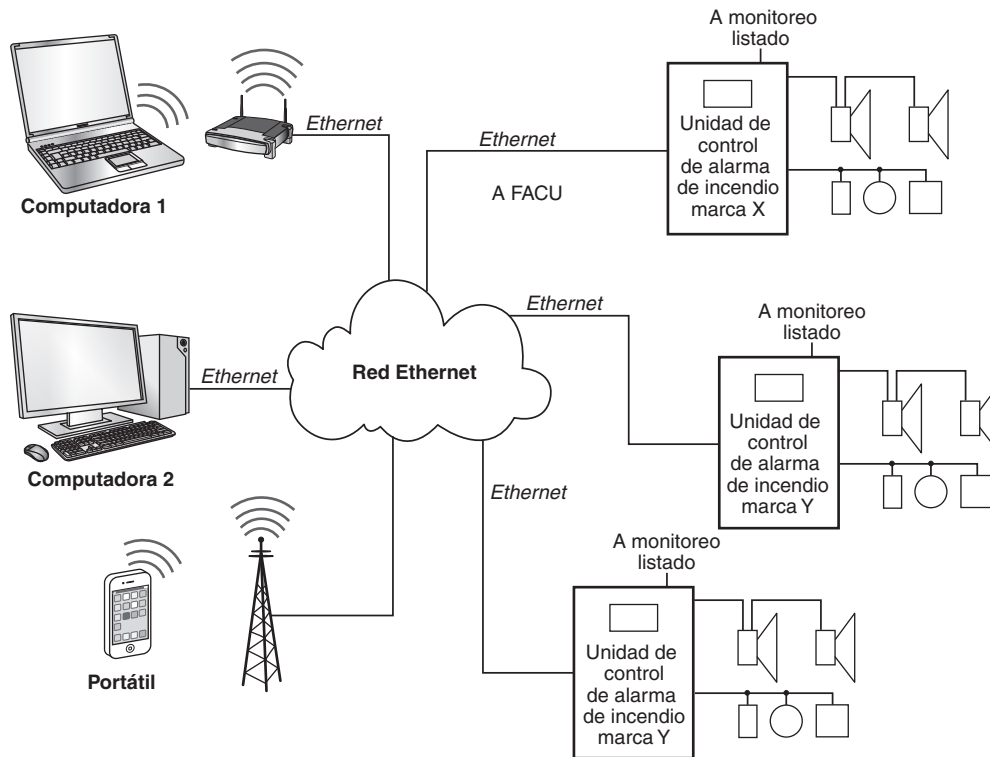 A monitoreo
listado
Ethernet
Ethernet
A FACU
Unidad de
control
de alarma
de incendio
marca X
Computadora 1
Ethernet
A monitoreo
listado
Red Ethernet
Ethernet
Unidad de
control
de alarma
de incendio
marca Y
Computadora 2
Ethernet
A monitoreo
listado
Unidad de
control
de alarma
de incendio
marca Y
Portátil